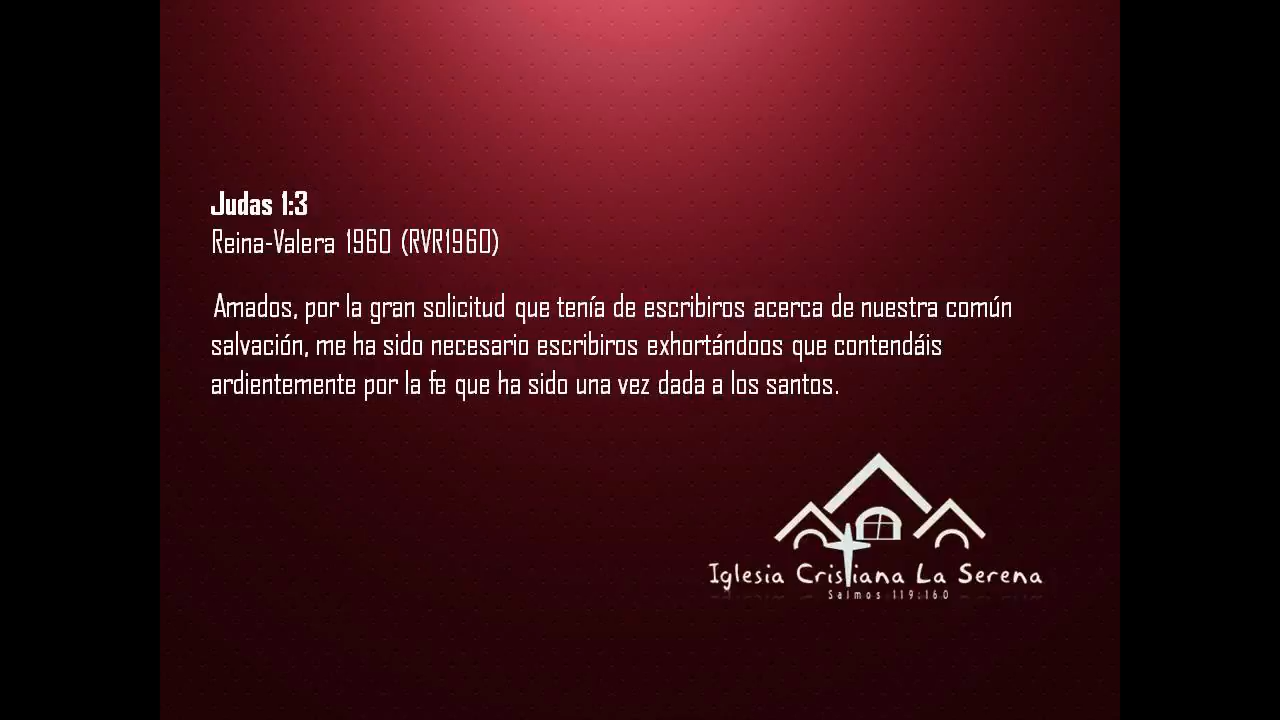 Judas 1:3
Reina-Valera 1960 (RVR1960)
Amados, por la gran solicitud que tenía de escribiros acerca de nuestra común
salvación, me ha sido necesario escribiros exhortándoos que contendáis
ardientemente por la fe que ha sido una vez dada a los santos.
Iglesia Cristiana La Serena
Salmos 119:160